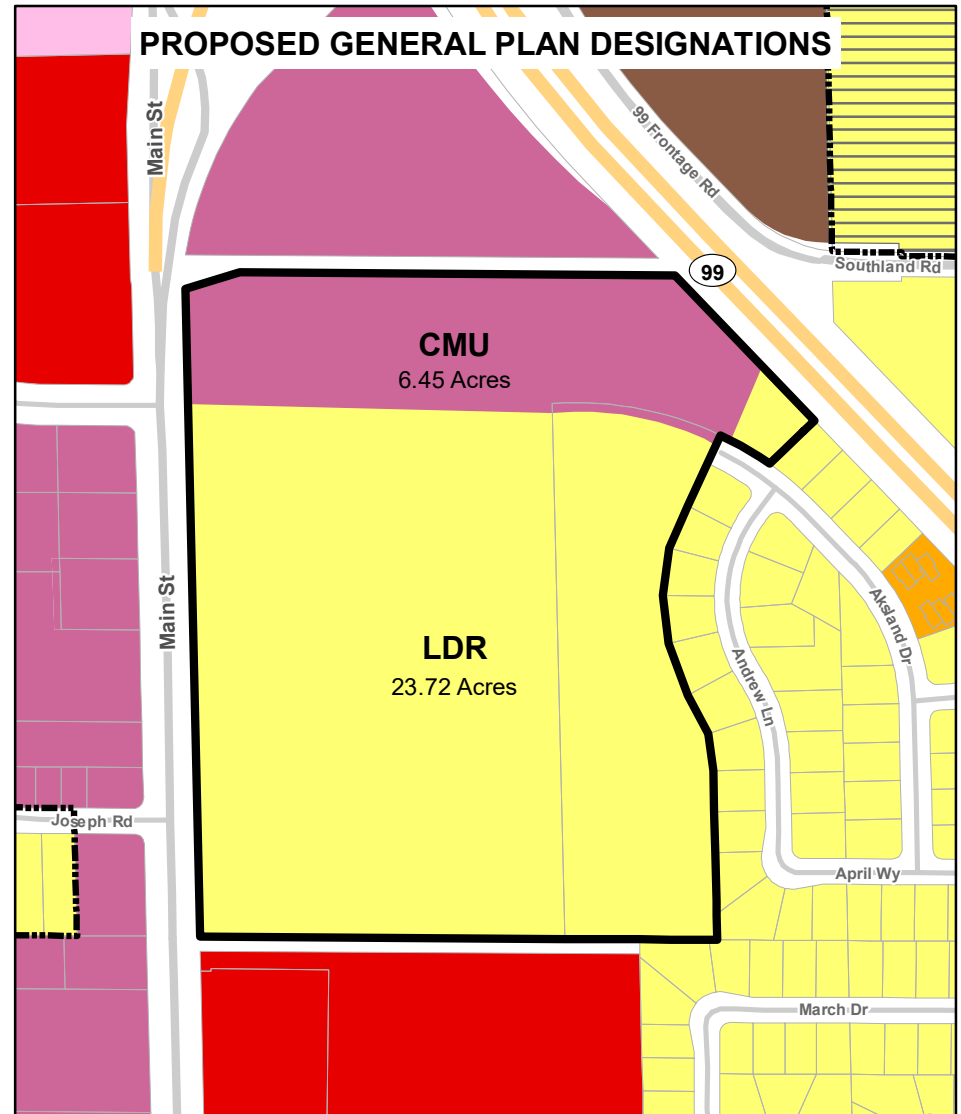 PROPOSED GENERAL PLAN DESIGNATIONS
Main St
99 Frontage Rd
Southland Rd
99
CMU
6.45 Acres
Main St
LDR
23.72 Acres
Aksland Dr
Andrew Ln
Joseph Rd
April Wy
March Dr